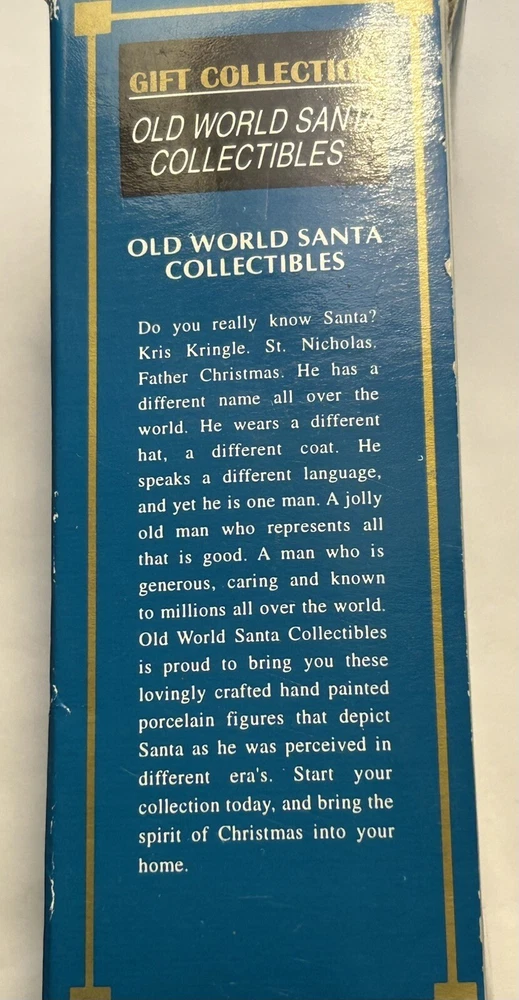 GIFT COLLECTION
OLD WORLD SANTA
COLLECTIBLES
OLD WORLD SANTA
COLLECTIBLES
Do you really know Santa?
Kris Kringle. St. Nicholas.
Father Christmas. He has a
different name all over the
world. He wears a different
hat, a different coat. He
speaks a different language,
and yet he is one man. A jolly
old man who represents all
that is good. A man who is
generous, caring and known
to millions all over the world.
Old World Santa Collectibles
is proud to bring you these
lovingly crafted hand painted
porcelain figures that depict
Santa as he was perceived in
different era's. Start your
collection today, and bring the
spirit of Christmas into your
home.